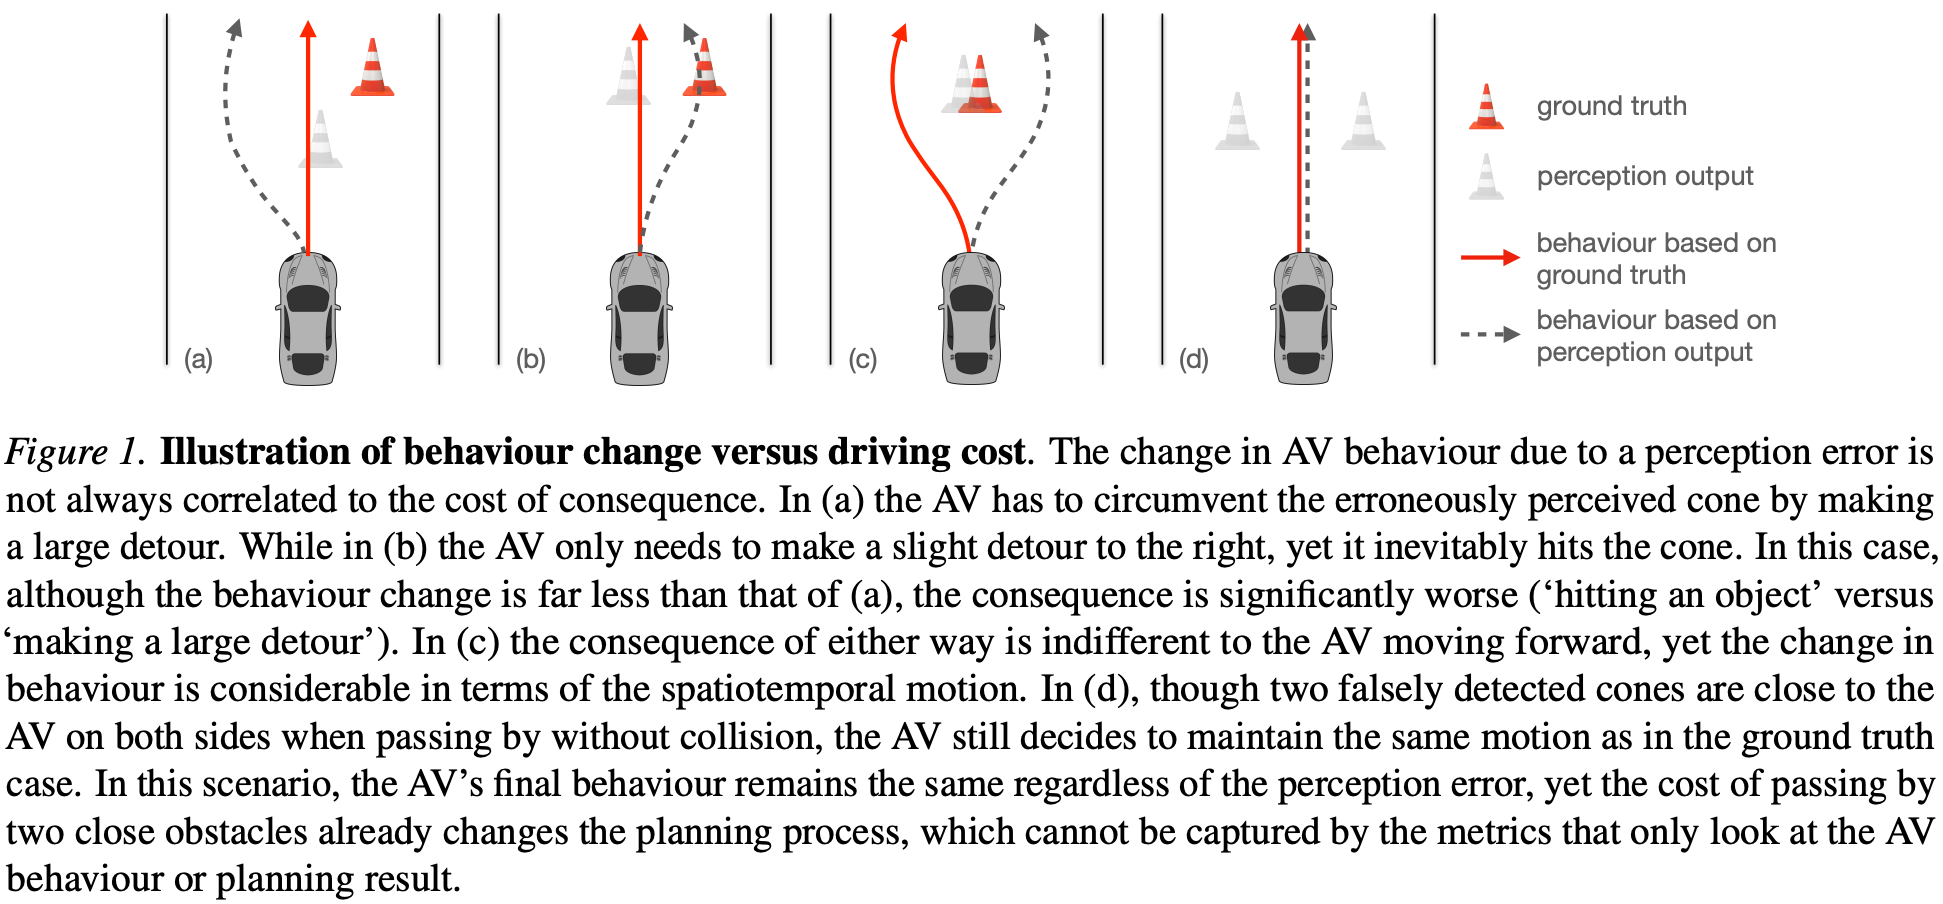 (a)
(b)
(c)
(d)
ground truth
perception output
behaviour based on
ground truth
behaviour based on
perception output
Figure 1. Illustration of behaviour change versus driving cost. The change in AV behaviour due to a perception error is
not always correlated to the cost of consequence. In (a) the AV has to circumvent the erroneously perceived cone by making
a large detour. While in (b) the AV only needs to make a slight detour to the right, yet it inevitably hits the cone. In this case,
although the behaviour change is far less than that of (a), the consequence is significantly worse (‘hitting an object’ versus
‘making a large detour’). In (c) the consequence of either way is indifferent to the AV moving forward, yet the change in
behaviour is considerable in terms of the spatiotemporal motion. In (d), though two falsely detected cones are close to the
AV on both sides when passing by without collision, the AV still decides to maintain the same motion as in the ground truth
case. In this scenario, the AV’s final behaviour remains the same regardless of the perception error, yet the cost of passing by
two close obstacles already changes the planning process, which cannot be captured by the metrics that only look at the AV
behaviour or planning result.